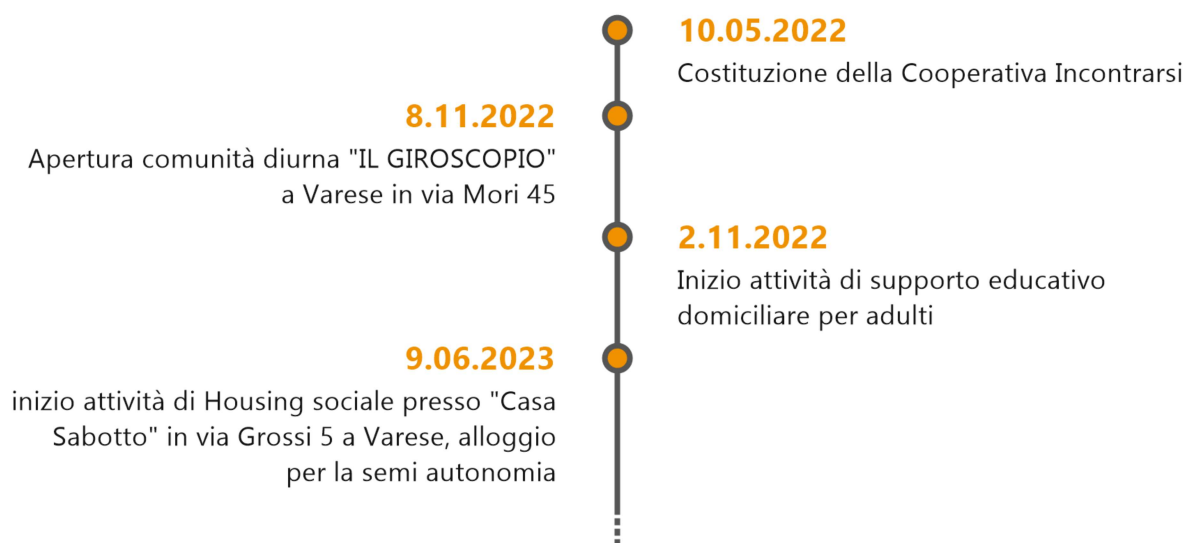 10.05.2022
Costituzione della Cooperativa Incontrarsi
8.11.2022
Apertura comunità diurna "IL GIROSCOPIO"
a Varese in via Mori 45
2.11.2022
Inizio attività di supporto educativo
domiciliare per adulti
9.06.2023
inizio attività di Housing sociale presso "Casa
Sabotto" in via Grossi 5 a Varese, alloggio
per la semi autonomia